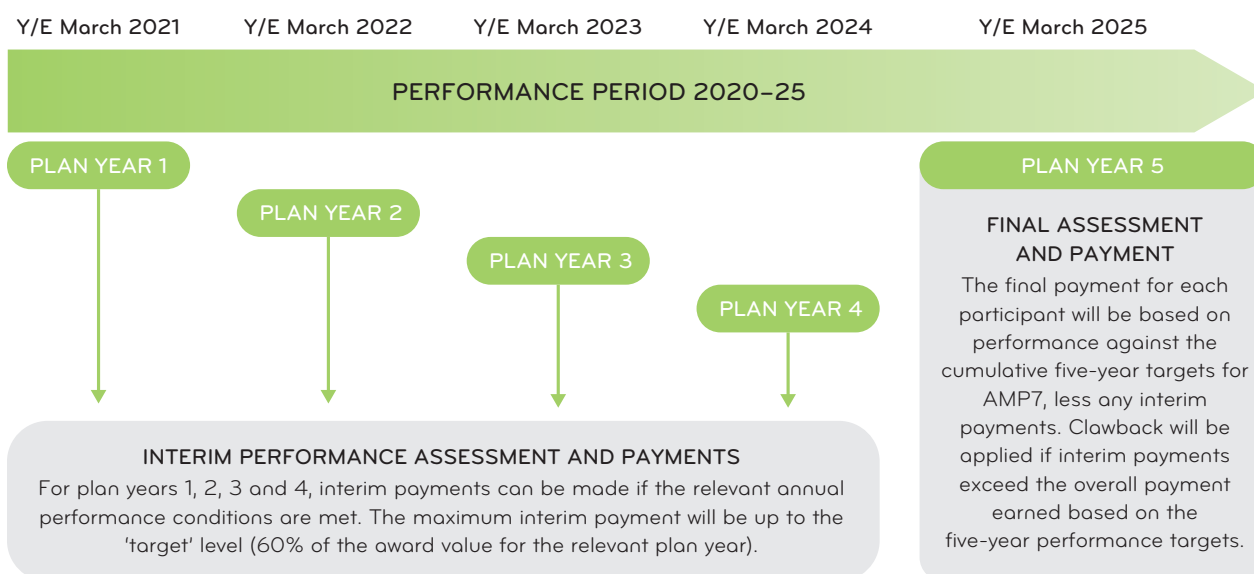 Y/E March 2021
Y/E March 2022
Y/E March 2023
Y/E March 2024
Y/E March 2025
PERFORMANCE PERIOD 2020–25
PLAN YEAR 1
PLAN YEAR 2
PLAN YEAR 3
PLAN YEAR 4
INTERIM PERFORMANCE ASSESSMENT AND PAYMENTS
For plan years 1, 2, 3 and 4, interim payments can be made if the relevant annual
performance conditions are met. The maximum interim payment will be up to the
‘target’ level (60% of the award value for the relevant plan year).
PLAN YEAR 5
FINAL ASSESSMENT
AND PAYMENT
The final payment for each
participant will be based on
performance against the
cumulative five-year targets for
AMP7, less any interim
payments. Clawback will be
applied if interim payments
exceed the overall payment
earned based on the
five-year performance targets.